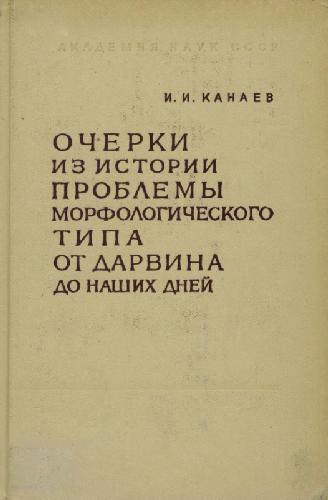 АКАДЕМИЯ НАУК СССР
И. И. КАНАЕВ
ОЧЕРКИ
ИЗ ИСТОРИИ
ПРОБЛЕМЫ
МОРФОЛОГИЧЕСКОГО
ТИПА
ОТ ДАРВИНА
ДО НАШИХ ДНЕЙ